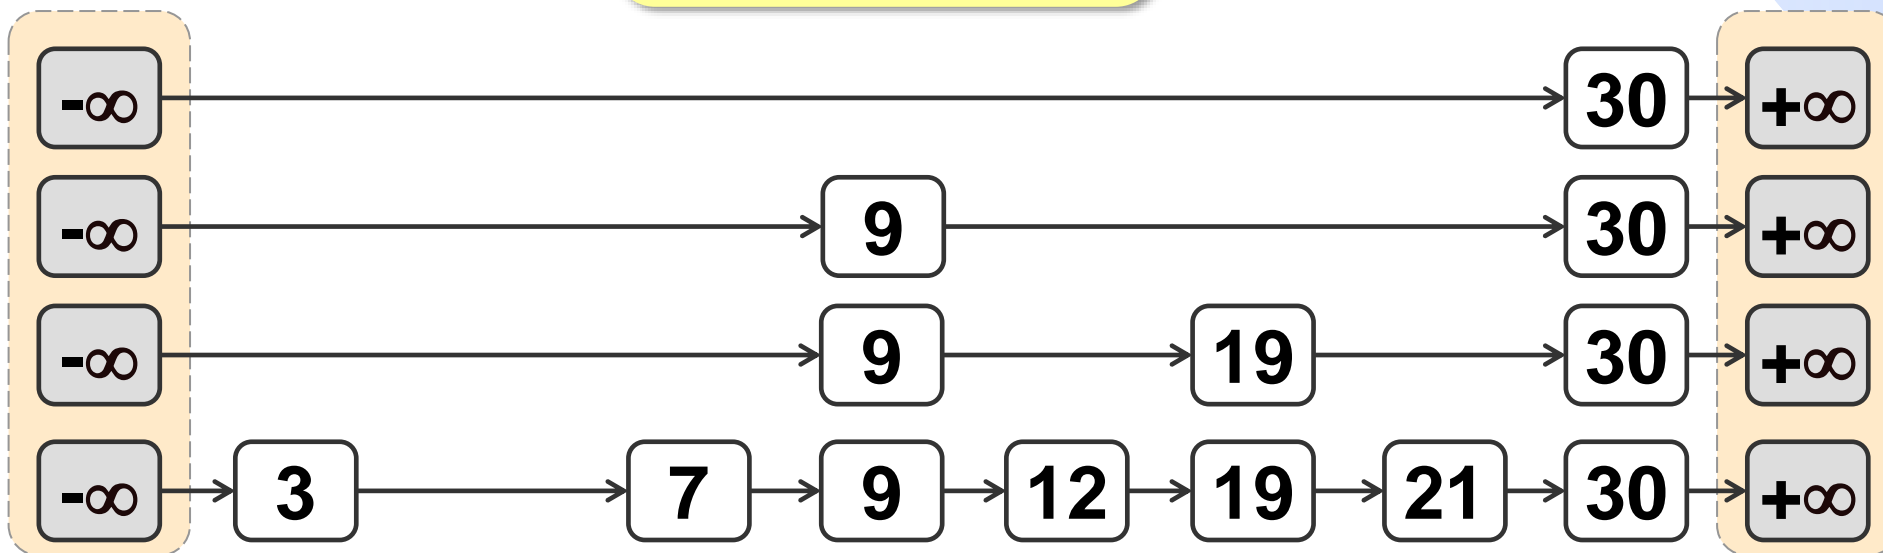 -∞ 30 +∞
-∞ 9 30 +∞
-∞ 9 19 30 +∞
-∞ 3 7 9 12 19 21 30 +∞